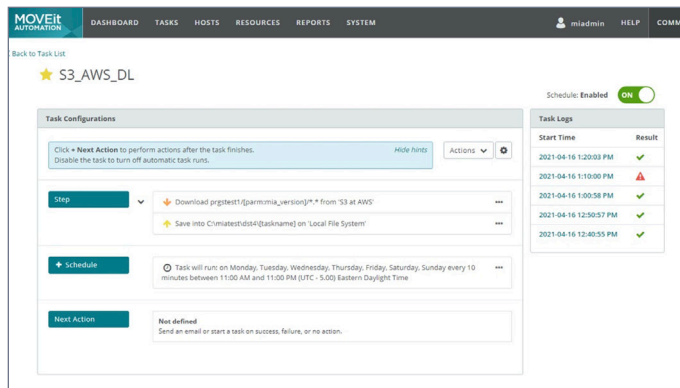 MOVEit
AUTOMATION
DASHBOARD TASKS HOSTS RESOURCES REPORTS SYSTEM miadmin HELP COMM
Back to Task List
S3_AWS_DL
Schedule: Enabled ON
Task Configurations
Click + Next Action to perform actions after the task finishes. Hide hints
Disable the task to turn off automatic task runs.
Actions
Step
Download prgstest1/[parm:mia_version]/*.* from 'S3 at AWS'
Save into C:\miatest\dst4\[taskname] on 'Local File System'
+ Schedule
Task will run: on Monday, Tuesday, Wednesday, Thursday, Friday, Saturday, Sunday every 10
minutes between 11:00 AM and 11:00 PM (UTC - 5.00) Eastern Daylight Time
Next Action
Not defined
Send an email or start a task on success, failure, or no action.
Task Logs
Start Time Result
2021-04-16 1:20:03 PM
2021-04-16 1:10:00 PM
2021-04-16 1:00:58 PM
2021-04-16 12:50:57 PM
2021-04-16 12:40:55 PM